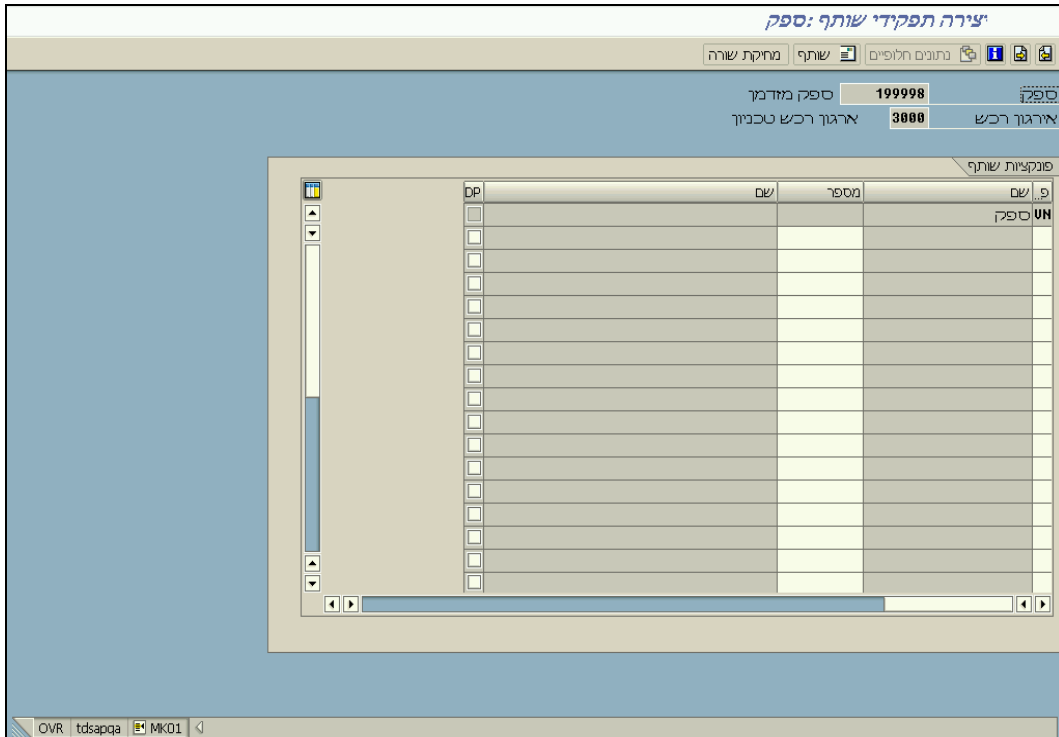 יצירה תפקידי שותף :ספק
נתונים חלופיים שותף מחיקת שורה
ספק 199998 ספק מזדמן
אירגון רכש 3000 ארגון רכש טכניון
פונקציות שותף
פ.. שם מספר שם DP
VN ספק
OVR tdsapqa MK01